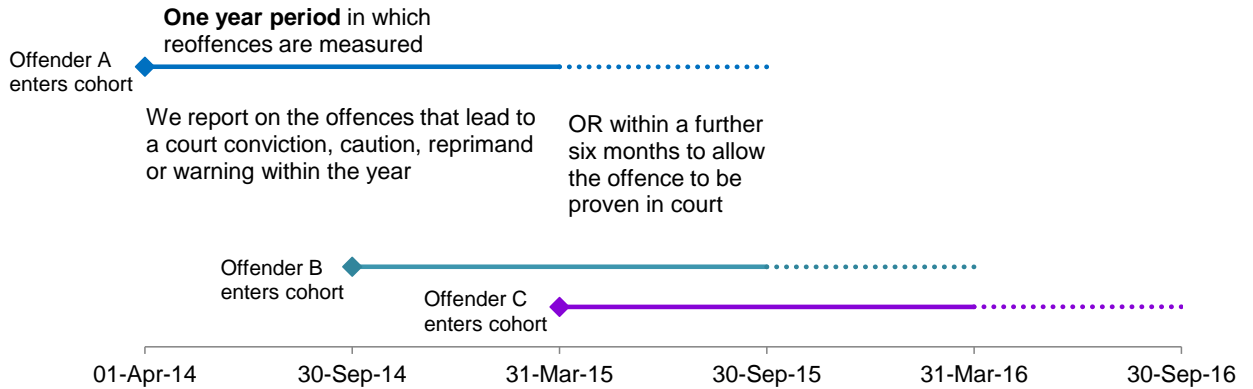 One year period in which
reoffences are measured
Offender A
enters cohort
We report on the offences that lead to
a court conviction, caution, reprimand
or warning within the year
OR within a further
six months to allow
the offence to be
proven in court
Offender B
enters cohort
Offender C
enters cohort
01-Apr-14 30-Sep-14 31-Mar-15 30-Sep-15 31-Mar-16 30-Sep-16